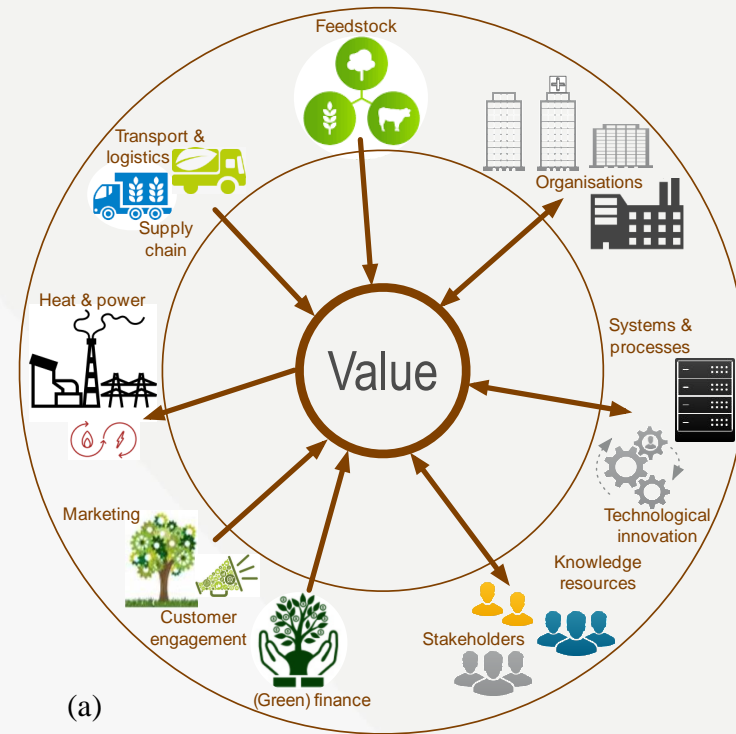 Feedstock
Transport &
logistics
Supply
chain
Organisations
Heat & power
Systems &
processes
Value
Marketing
Customer
engagement
(Green) finance
Technological
innovation
Knowledge
resources
Stakeholders
(a)